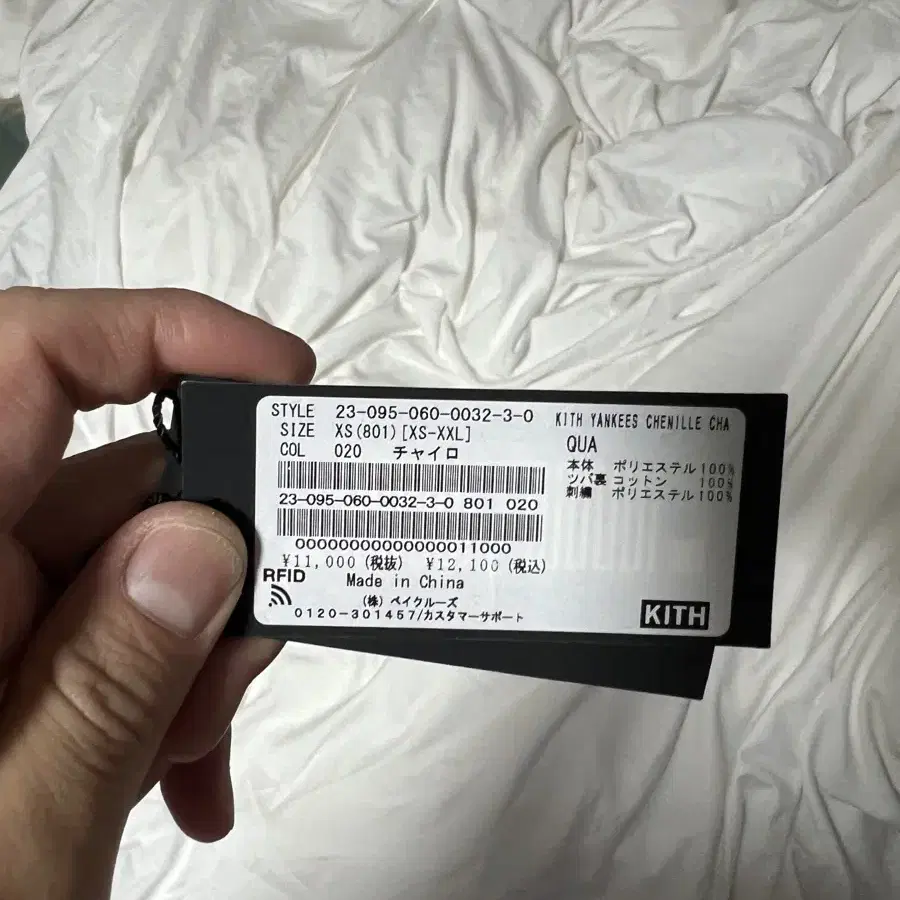 STYLE 23-095-060-0032-3-0
SIZE XS(801)[XS-XXL]
COL 020 チャイロ
23-095-060-0032-3-0 801 020
00000000000000011000
¥11,000 (税抜) ¥12,100 (税込)
RFID
Made in China
(株) ベイクルーズ
0120-301457/カスタマーサポート
KITH YANKEES CHENILLE CHA
QUA
本体 ポリエステル100%
ツバ裏 コットン 100%
刺繍 ポリエステル100%
KITH